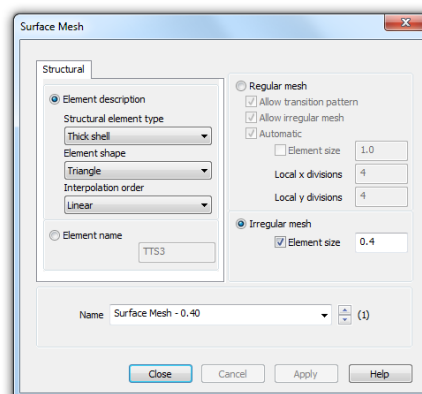 Surface Mesh
Structural
Element description
Structural element type
Thick shell
Element shape
Triangle
Interpolation order
Linear
Element name
TTS3
Regular mesh
Allow transition pattern
Allow irregular mesh
Automatic
Element size 1.0
Local x divisions 4
Local y divisions 4
Irregular mesh
Element size 0.4
Name Surface Mesh - 0.40 (1)
Close Cancel Apply Help